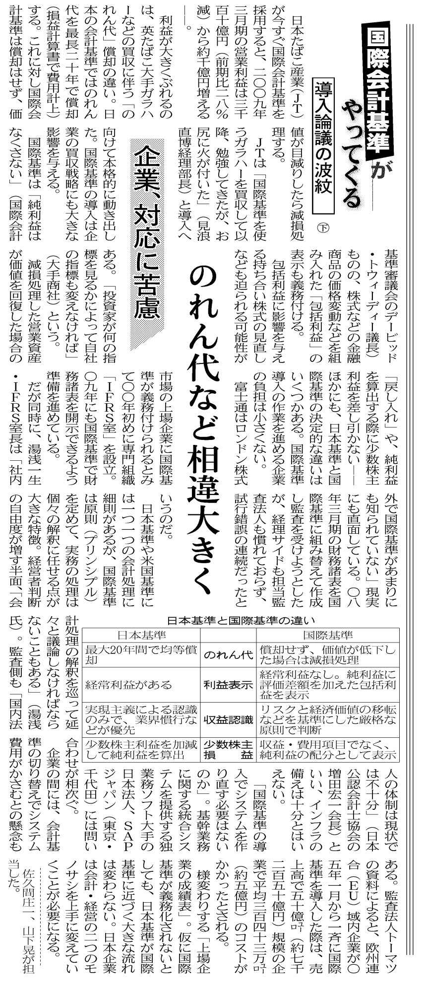 国際会計基準が
やってくる
導入論議の波紋
下
企業、対応に苦慮
のれん代など相違大きく
日本たばこ産業(JT)
が今すぐ国際会計基準を
採用すると、二〇〇九年
三月期の営業利益は三千
百十億円(前期比二八%
減)から約千億円増える
――。
利益が大きくぶれるの
は、英たばこ大手ガラハ
ーなどの買収に伴う「の
れん代」償却の違い。日
本の会計基準ではのれん
代を最長二十年で償却
(損益計算書で費用計上)
する。これに対し国際会
計基準は償却はせず、価
値が目減りしたら減損処
理する。
JTは「国際基準を使
うガラハーを買収して以
降、勉強してきたが、お
尻に火が付いた」(見浪
直博経理部長)と導入へ
向けて本格的に動き出し
た。国際基準の導入は企
業の買収戦略にも大きな
影響を与える。
国際基準は「純利益は
なくさない」(国際会計
基準審議会のデービッド
・トウィーディー議長)
ものの、株式などの金融
商品の価格変動などを組
み入れた「包括利益」の
表示も義務付ける。
包括利益に影響を与え
る持ち合い株式の見直し
なども迫られる可能性が
ある。「投資家が何の指
標を見るかによって自社
の指標も変えなければ」
(大手商社)という。
減損処理した営業資産
が価値を回復した場合の
「戻し入れ」や、純利益
を算出する際に少数株主
利益を差し引かない――
ほかにも、日本基準と国
際基準の決定的な違いは
いくつかある。国際基準
導入の作業を進める企業
の負担は小さくない。
富士通はロンドン株式
市場の上場企業に国際基
準が義務付けられるとみ
て〇〇年初めに専門組織
「IFRS室」を設立。
〇九年にも国際基準で財
務諸表を開示できるよう
準備を進めている。
だが同時に、湯浅一生
・IFRS室長は「社内
外で国際基準があまりに
も知られていない」現実
にも直面している。〇八
年三月期の財務諸表を国
際基準に組み替えて作成
し監査を受けようとした
が、経理サイドも担当監
査法人も慣れておらず、
試行錯誤の連続だったと
いうのだ。
日本基準や米国基準に
は一つ一つの会計処理に
細則があるが、国際基準
は原則(プリンシプル)
を定めて、実務の処理は
個々の解釈に任せる点が
大きな特徴。経営者判断
の自由度が増す半面、「会
計処理の解釈を巡って延
々と議論しなければなら
ないこともある」(湯浅
氏)。監査側も「国内法
人の体制は現状で
は不十分」(日本
公認会計士協会の
増田宏一会長)と
いい、インフラの
備えは十分とはい
えない。
「国際基準の導
入でシステムを作
り直す必要はない
のか」。基幹業務
に関する統合シス
テムを提供する独
業務ソフト大手の
日本法人、SAP
ジャパン(東京・
千代田)には問い
合わせが相次ぐ。
企業の間には、会計基
準の切り替えでシステム
費用がかさむとの懸念も
ある。監査法人トーマツ
の資料によると、欧州連
合(EU)域内企業が〇
五年一月から一斉に国際
基準を導入した際は、売
上高で五十億ユーロ(約七千
二百五十億円)規模の企
業で平均三百四十三万ユーロ
(約五億円)のコストが
かかったとされる。
様変わりする「上場企
業の成績表」。仮に国際
基準が義務化されないと
しても、日本基準が国際
基準に近づく大きな流れ
は変わらない。日本企業
は会計・経営の二つのモ
ノサシを上手に変えてい
くことが必要になる。
佐久間庄一、山下晃が担
当した。
日本基準と国際基準の違い
日本基準 国際基準
最大20年間で均等償却 のれん代 償却せず、価値が低下した場合は減損処理
経常利益がある 利益表示 経常利益なし。純利益に評価差額を加えた包括利益を表示
実現主義による認識のみで、業界慣行などが優先 収益認識 リスクと経済価値の移転などを基準にした厳格な原則で判断
少数株主利益を加減して純利益を算出 少数株主損益 収益・費用項目でなく、純利益の配分として表示